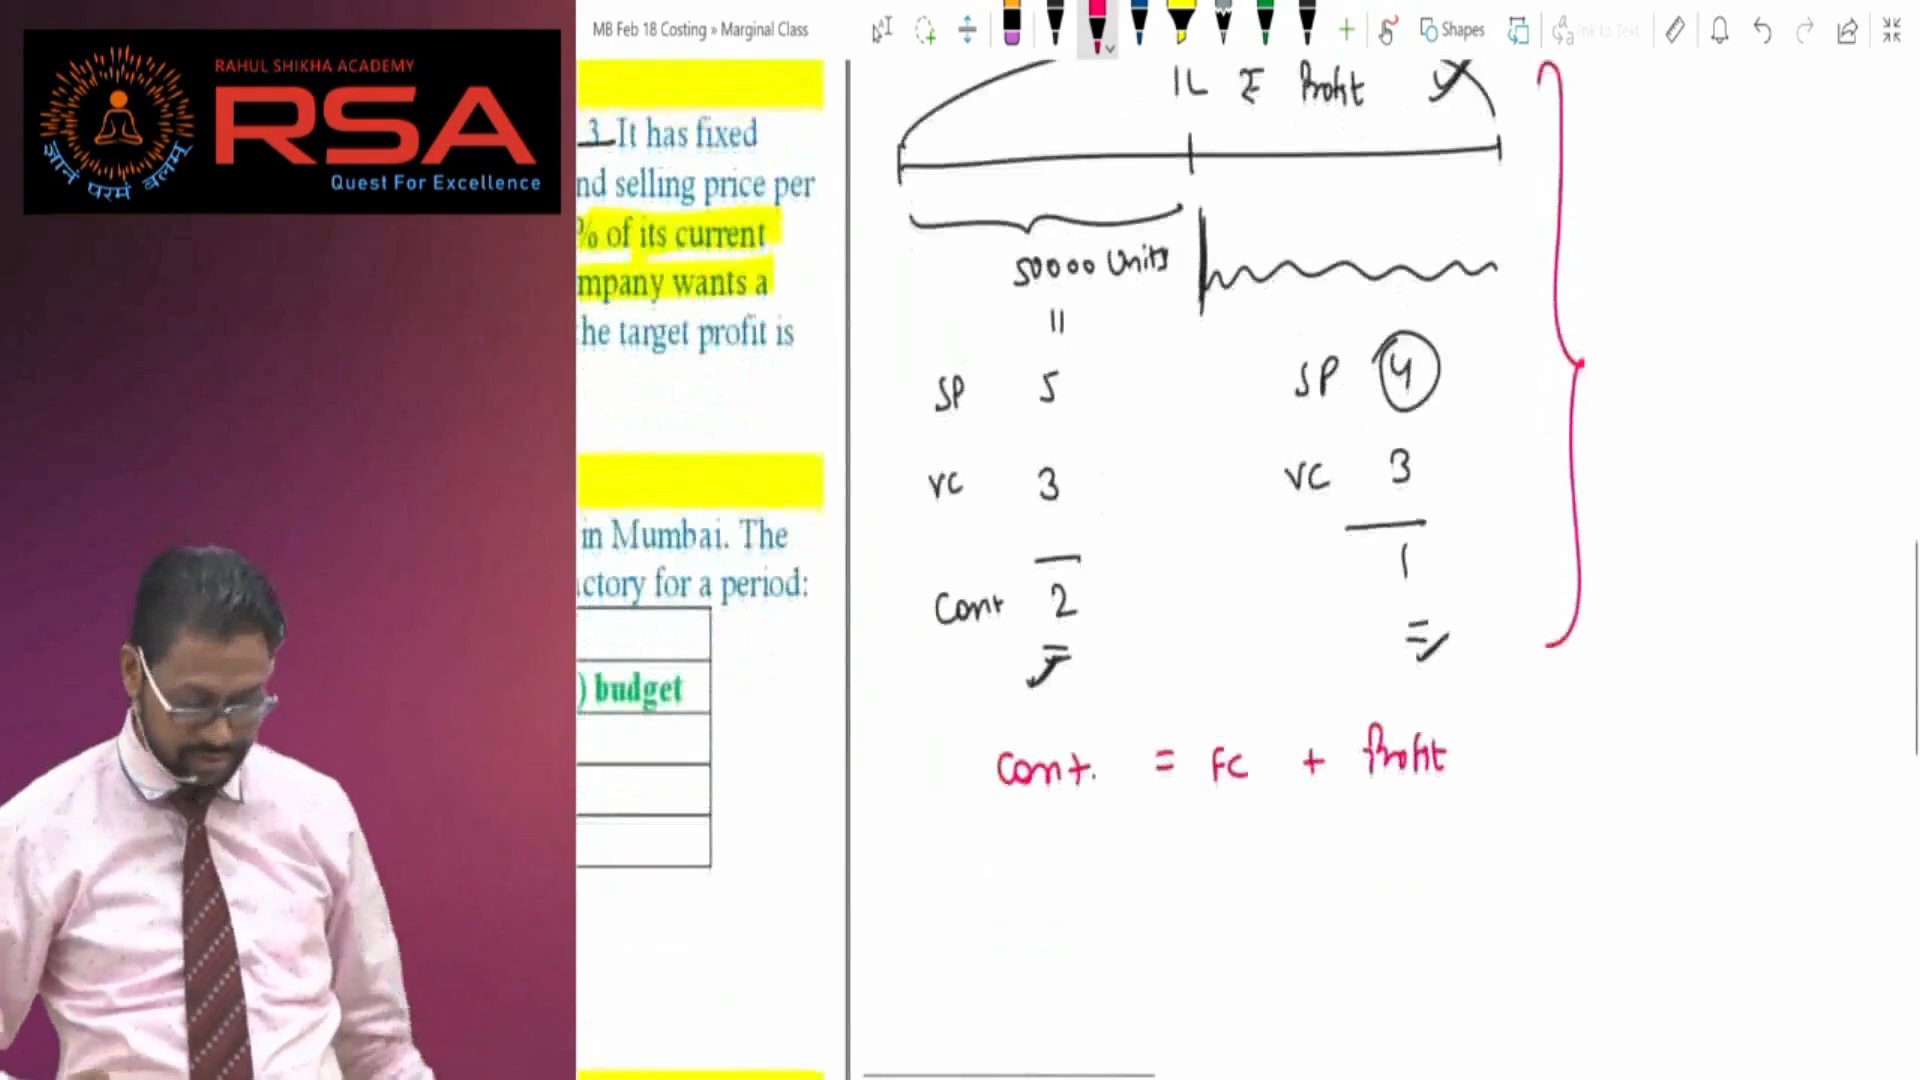 MB Feb 18 Costing » Marginal Class
Shapes
Ink to Text
RAHUL SHIKHA ACADEMY
RSA
Quest For Excellence
ज्ञानं परमं बलम्
3 It has fixed
nd selling price per
% of its current
mpany wants a
he target profit is
in Mumbai. The
ctory for a period:
) budget
1L ₹ Profit
50000 Units
SP 5
VC 3
Cont 2
SP 4
VC 3
1
Cont. = FC + Profit